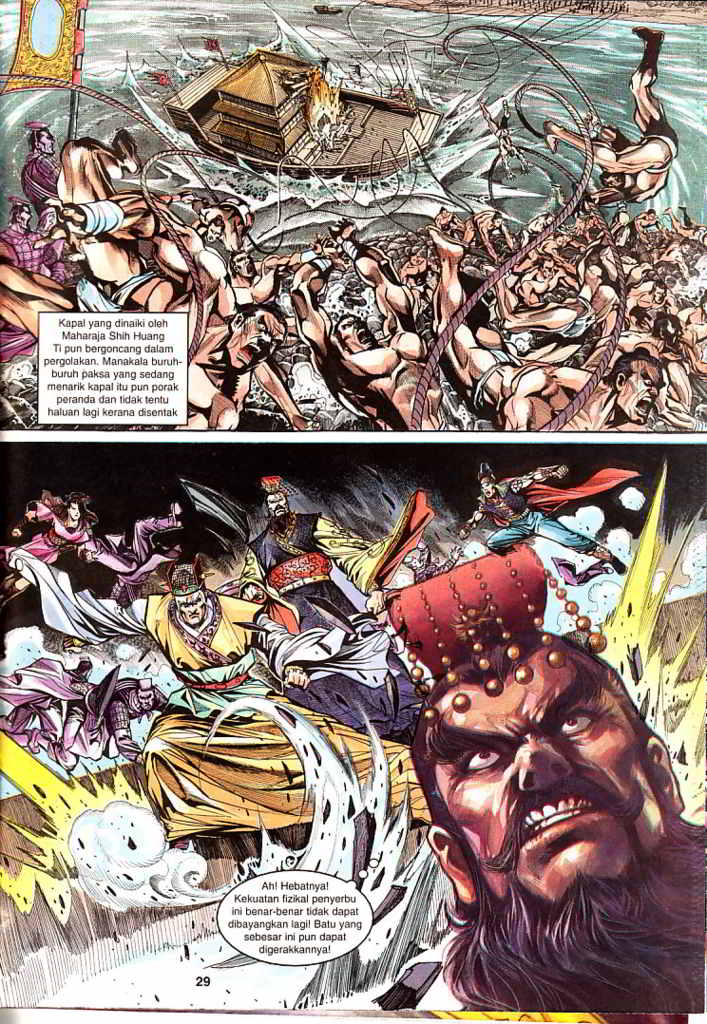 Kapal yang dinaiki oleh
Maharaja Shih Huang
Ti pun bergoncang dalam
pergolakan. Manakala buruh-
buruh paksa yang sedang
menarik kapal itu pun porak
peranda dan tidak tentu
haluan lagi kerana disentak
Ah! Hebatnya!
Kekuatan fizikal penyerbu
ini benar-benar tidak dapat
dibayangkan lagi! Batu yang
sebesar ini pun dapat
digerakkannya!
29